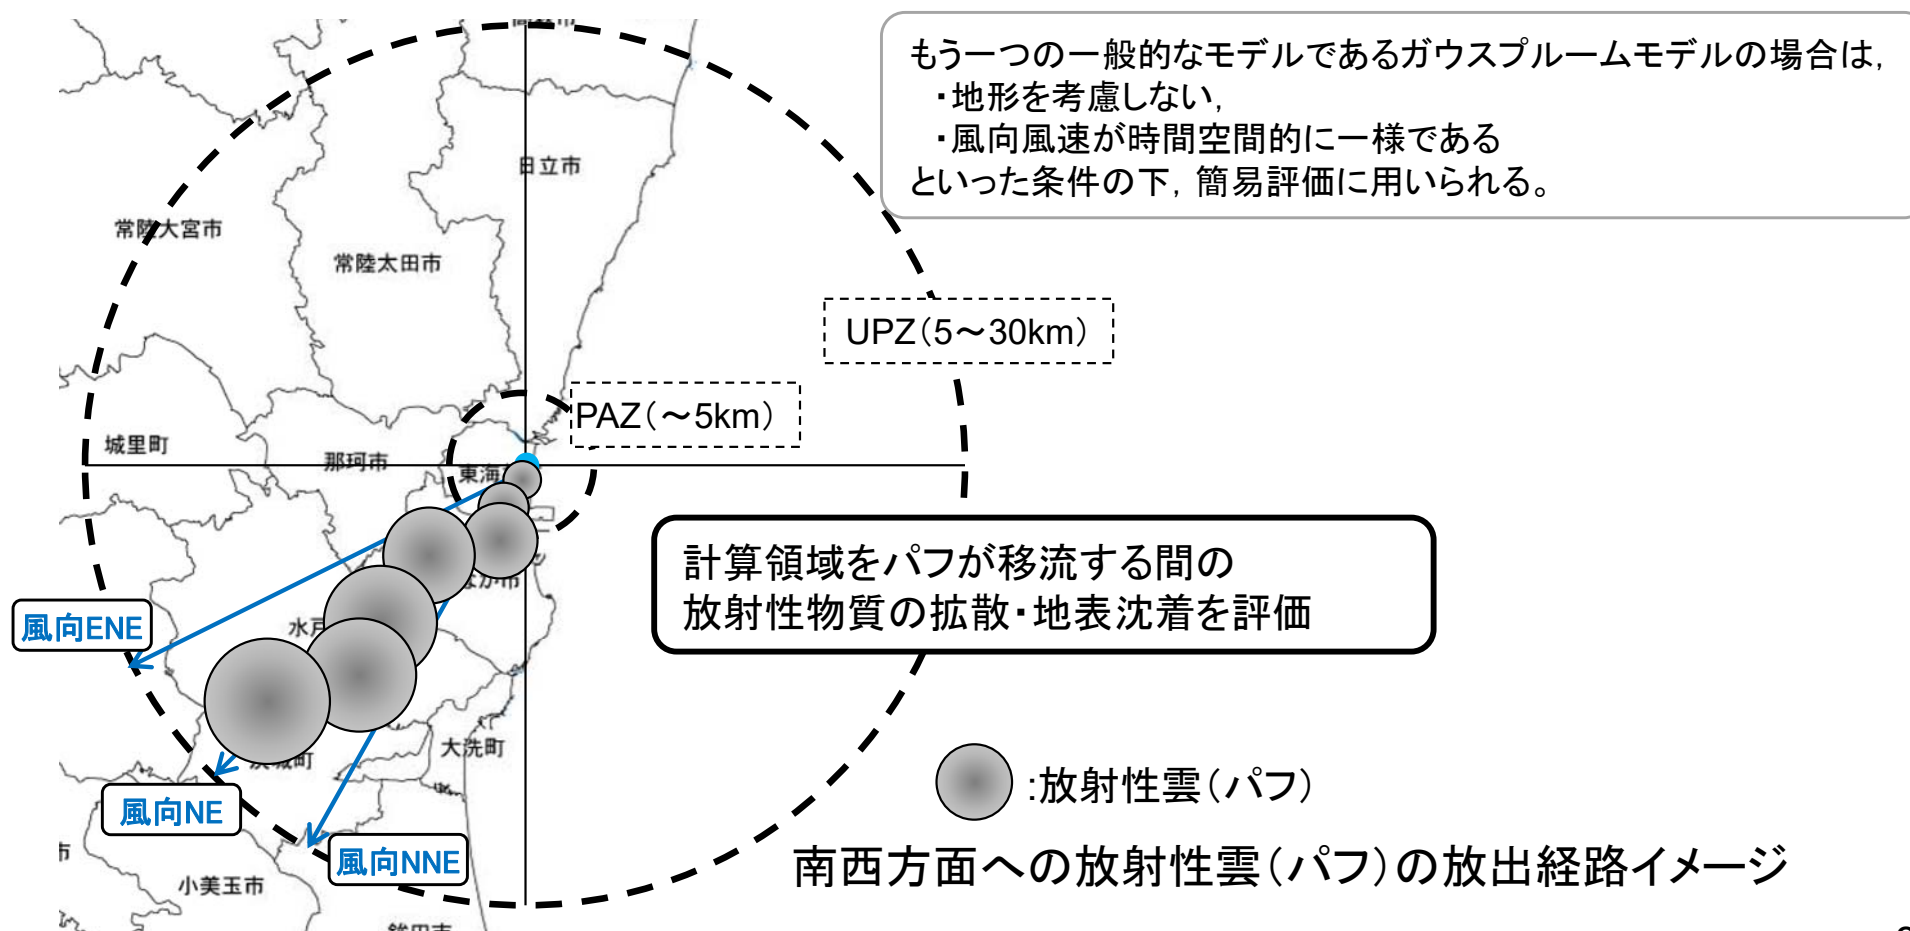 もう一つの一般的なモデルであるガウスプルームモデルの場合は，
・地形を考慮しない，
・風向風速が時間空間的に一様である
といった条件の下，簡易評価に用いられる。
日立市
常陸大宮市
常陸太田市
UPZ（5～30km）
PAZ（～5km）
城里町
那珂市
東海
計算領域をパフが移流する間の
放射性物質の拡散・地表沈着を評価
風向ENE
水戸
大洗町
茨城町
:放射性雲（パフ）
風向NE
風向NNE
南西方面への放射性雲（パフ）の放出経路イメージ
市
小美玉市